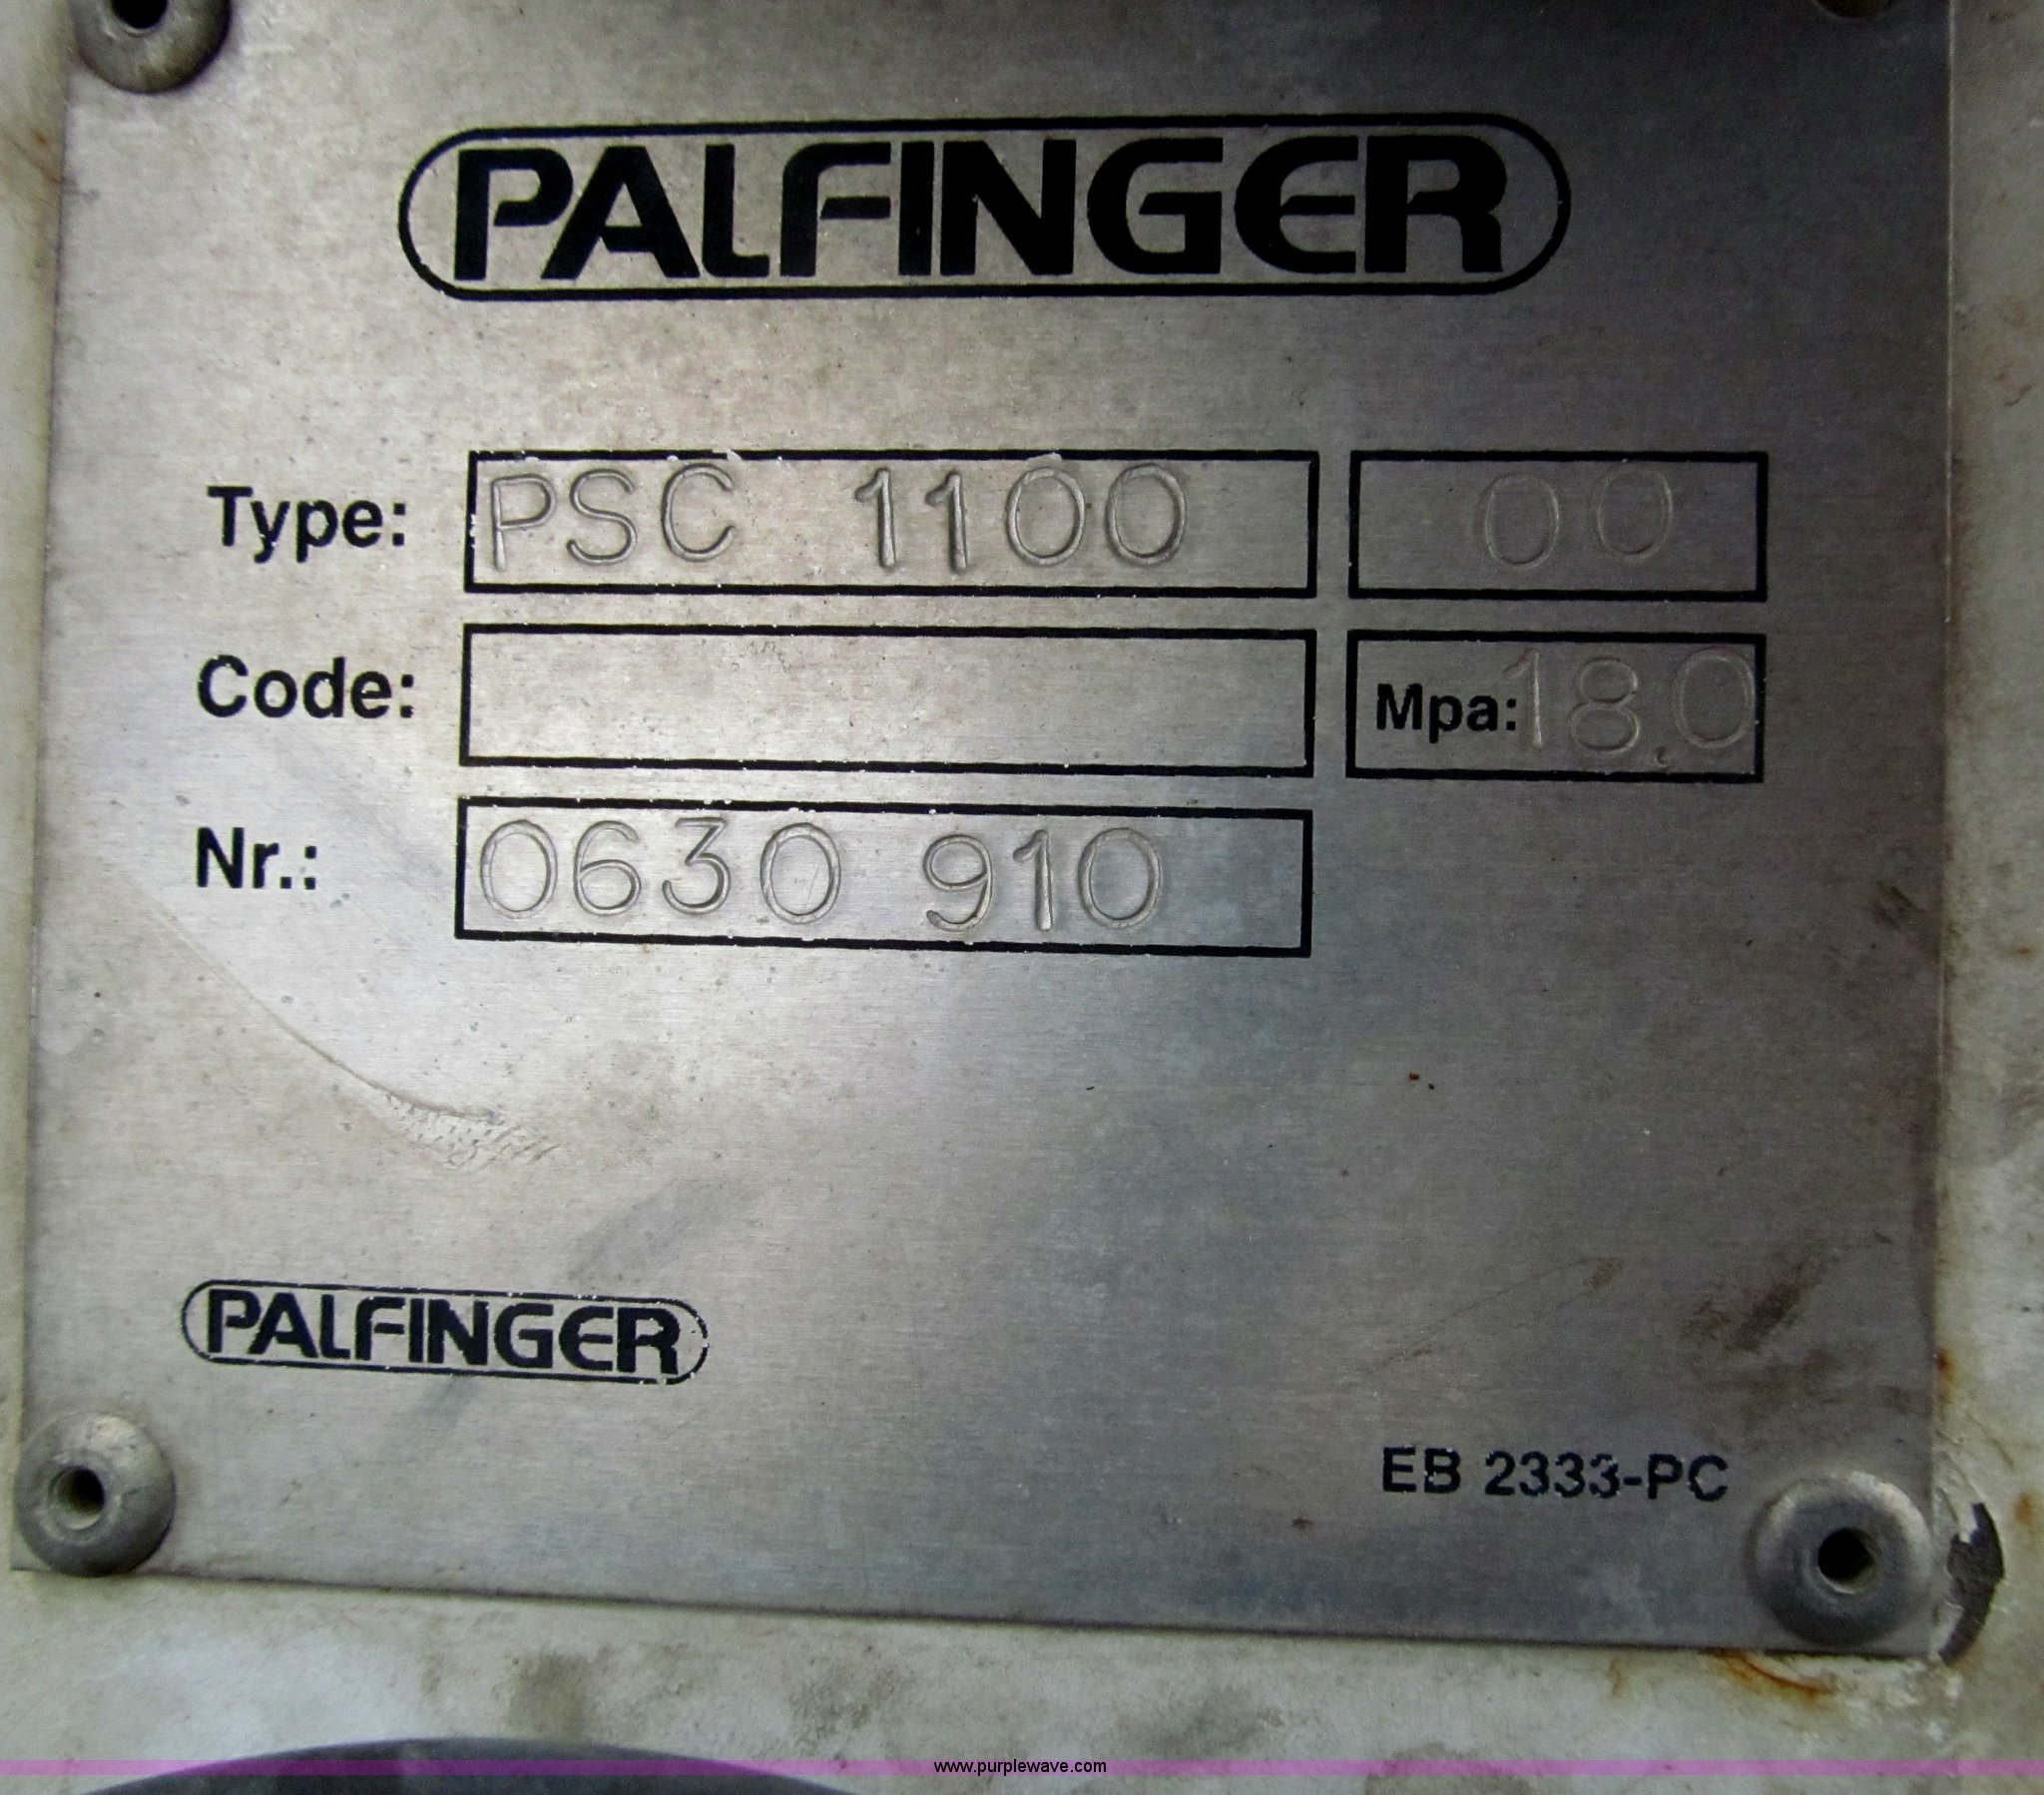 PALFINGER
Type: PSC 1100 00
Code: Mpa: 18.0
Nr.: 0630 910
PALFINGER
EB 2333-PC
www.purplewave.com